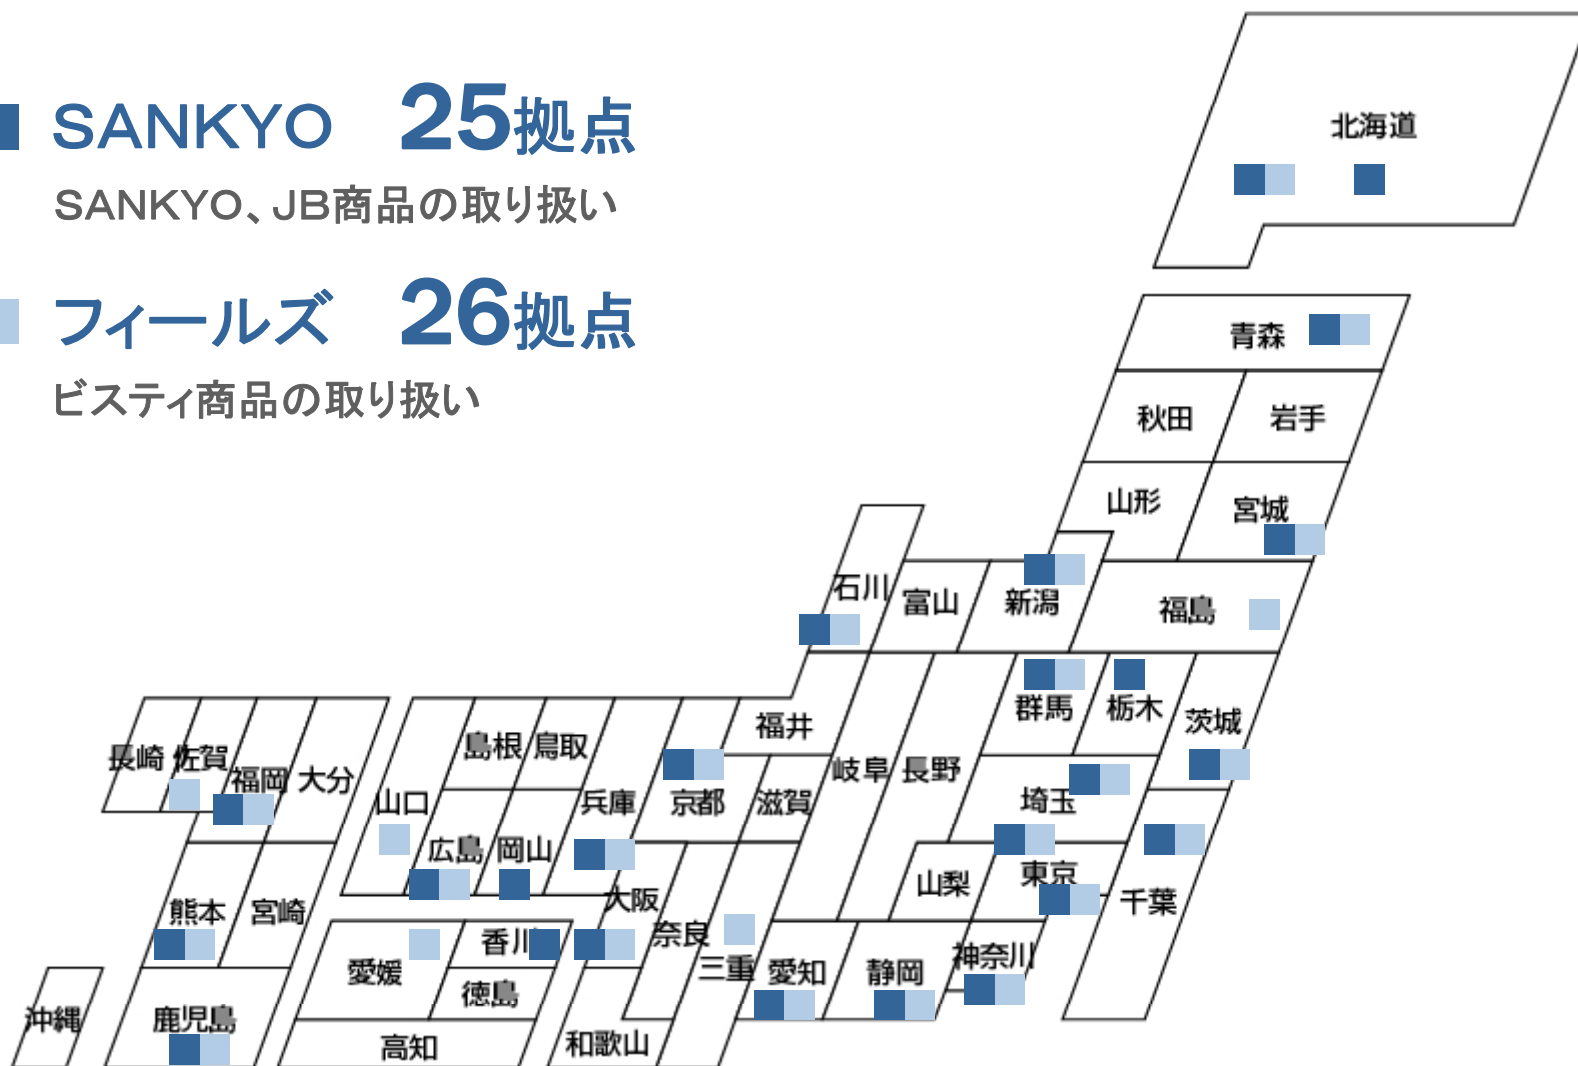 SANKYO 25拠点
SANKYO、JB商品の取り扱い
フィールズ 26拠点
ビスティ商品の取り扱い
北海道
青森
秋田
岩手
山形
宮城
石川
富山
新潟
福島
群馬
栃木
茨城
福井
岐阜
長野
埼玉
長崎
佐賀
福岡
大分
山口
島根
鳥取
広島
岡山
兵庫
京都
滋賀
山梨
東京
千葉
熊本
宮崎
大阪
奈良
三重
愛知
静岡
神奈川
愛媛
香川
徳島
高知
和歌山
沖縄
鹿児島